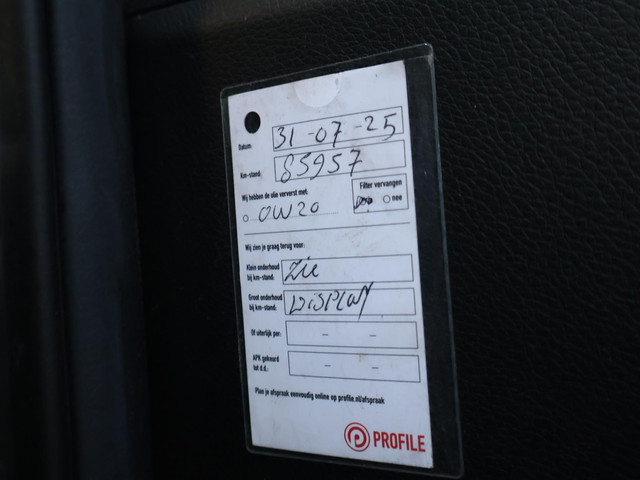 Datum: 31-07-25
Km-stand: 85957
Wij hebben de olie ververst met:
Filter vervangen
0W20
nee
Wij zien je graag terug voor:
Klein onderhoud
bij km-stand: Zie
Groot onderhoud
bij km-stand: DISPLAY
Of uiterlijk per: - -
APK gekeurd
tot d.d.: - -
Plan je afspraak eenvoudig online op profile.nl/afspraak
PROFILE